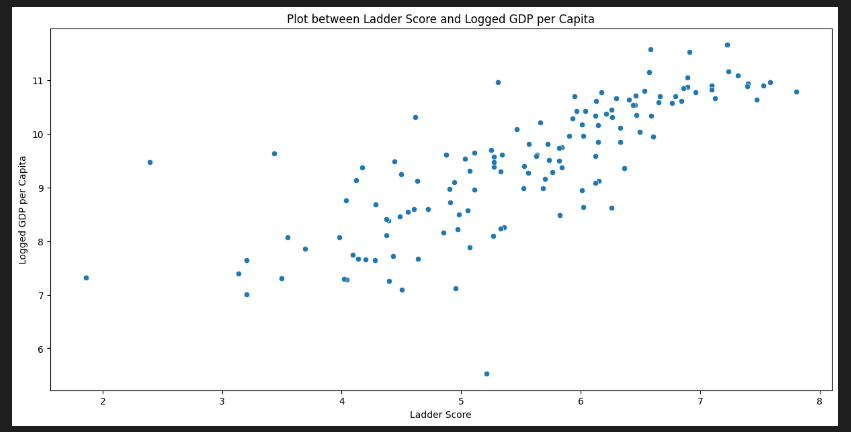 Plot between Ladder Score and Logged GDP per Capita
Logged GDP per Capita
11
10
9
8
7
6
2 3 4 5 6 7 8
Ladder Score